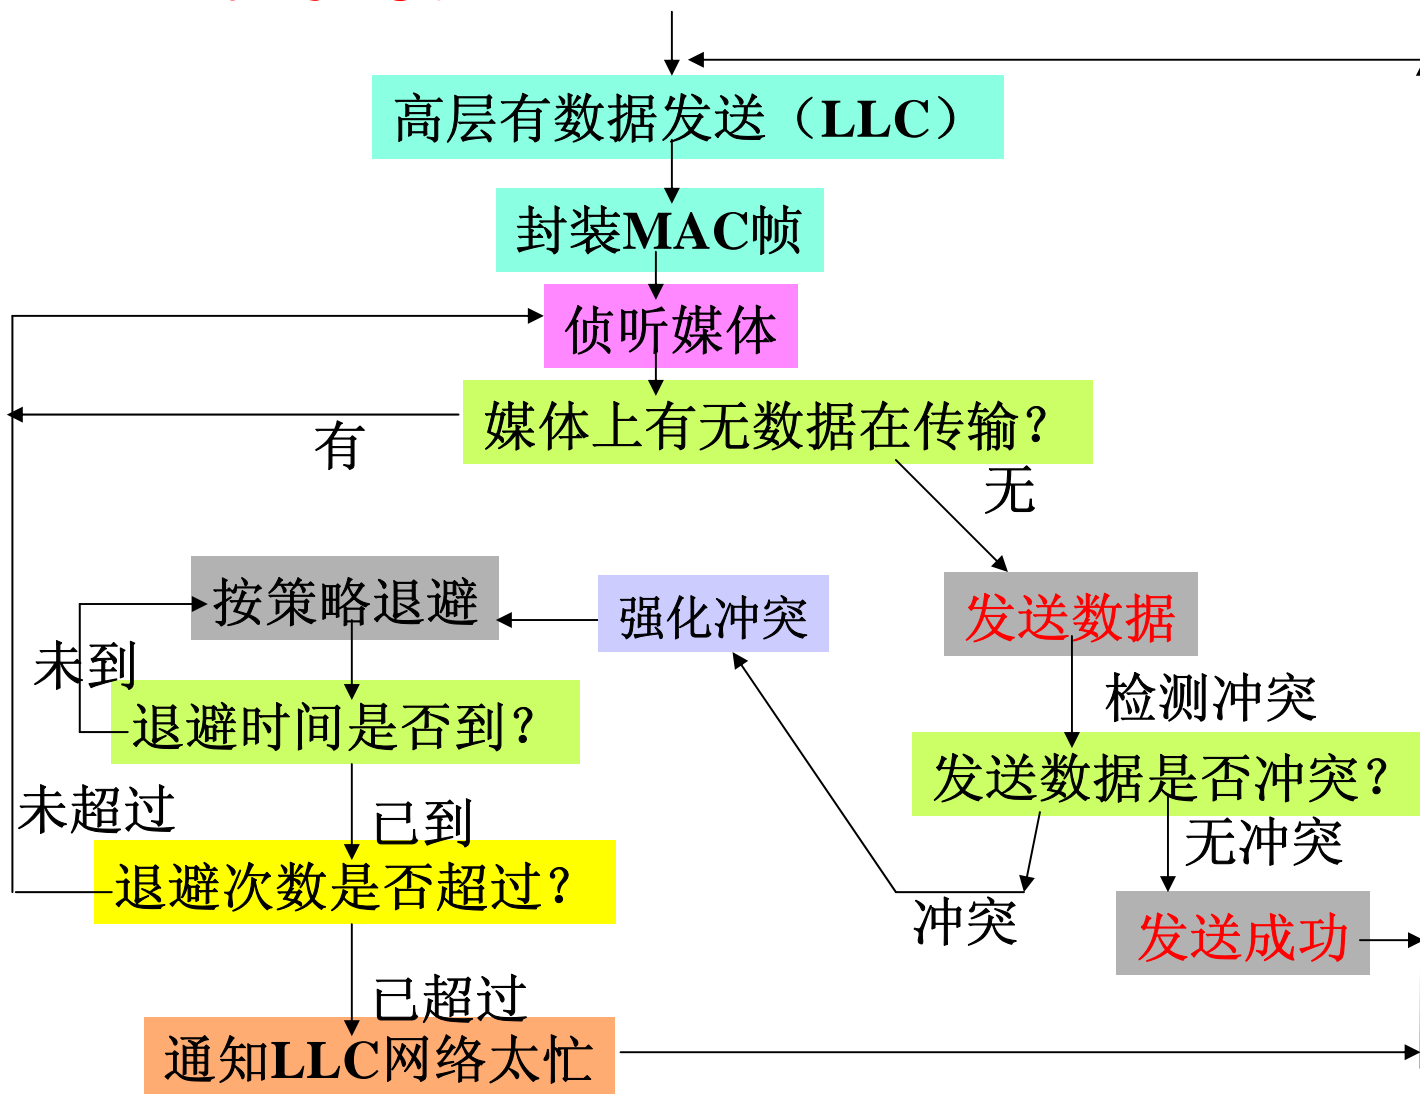 高层有数据发送（LLC）
封装MAC帧
侦听媒体
媒体上有无数据在传输？
有
无
按策略退避
强化冲突
发送数据
未到
检测冲突
退避时间是否到？
发送数据是否冲突？
未超过
已到
无冲突
退避次数是否超过？
冲突
发送成功
已超过
通知LLC网络太忙